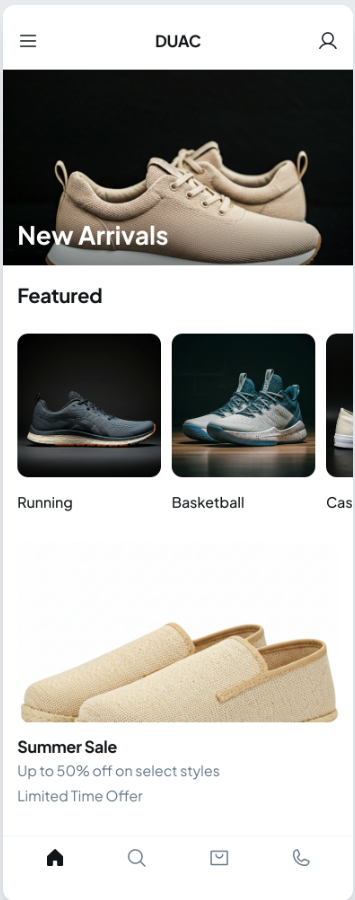 DUAC
New Arrivals
Featured
Running
Basketball
Cas
Summer Sale
Up to 50% off on select styles
Limited Time Offer